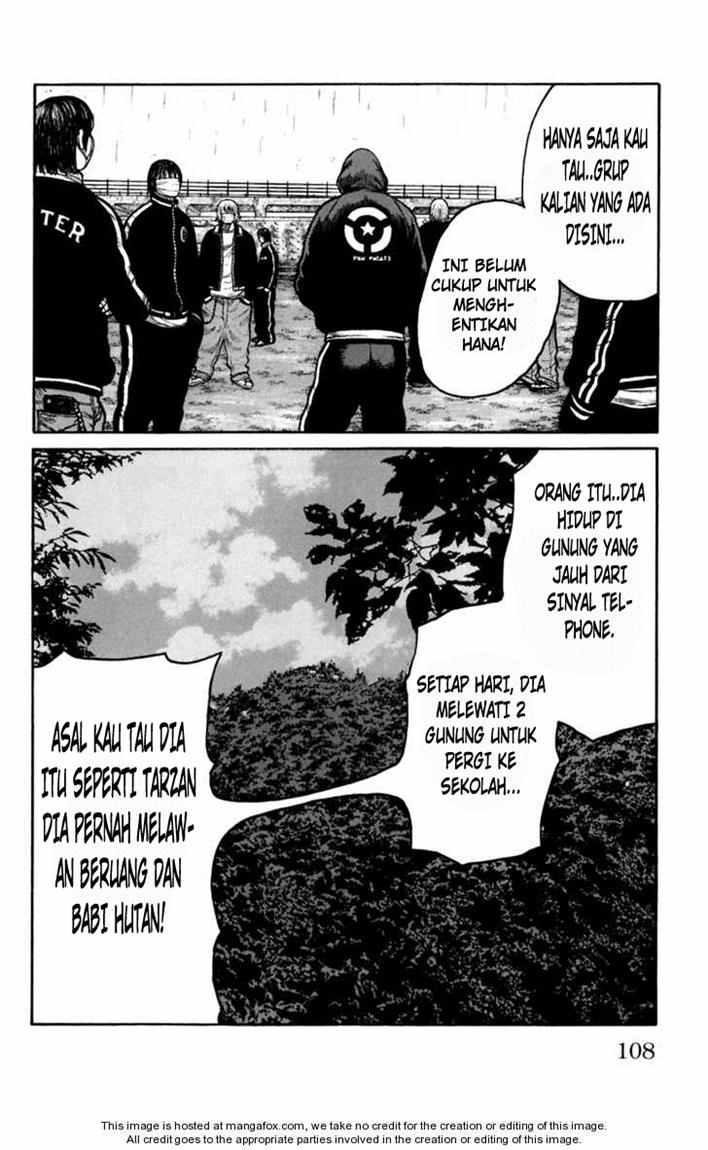 HANYA SAJA KAU
TAU..GRUP
KALIAN YANG ADA
DISINI...
INI BELUM
CUKUP UNTUK
MENGH-
ENTIKAN
HANA!
TER
ORANG ITU..DIA
HIDUP DI
GUNUNG YANG
JAUH DARI
SINYAL TEL-
PHONE.
SETIAP HARI, DIA
MELEWATI 2
GUNUNG UNTUK
PERGI KE
SEKOLAH...
ASAL KAU TAU DIA
ITU SEPERTI TARZAN
DIA PERNAH MELAW-
AN BERUANG DAN
BABI HUTAN!
108
This image is hosted at mangafox.com, we take no credit for the creation or editing of this image.
All credit goes to the appropriate parties involved in the creation or editing of this image.